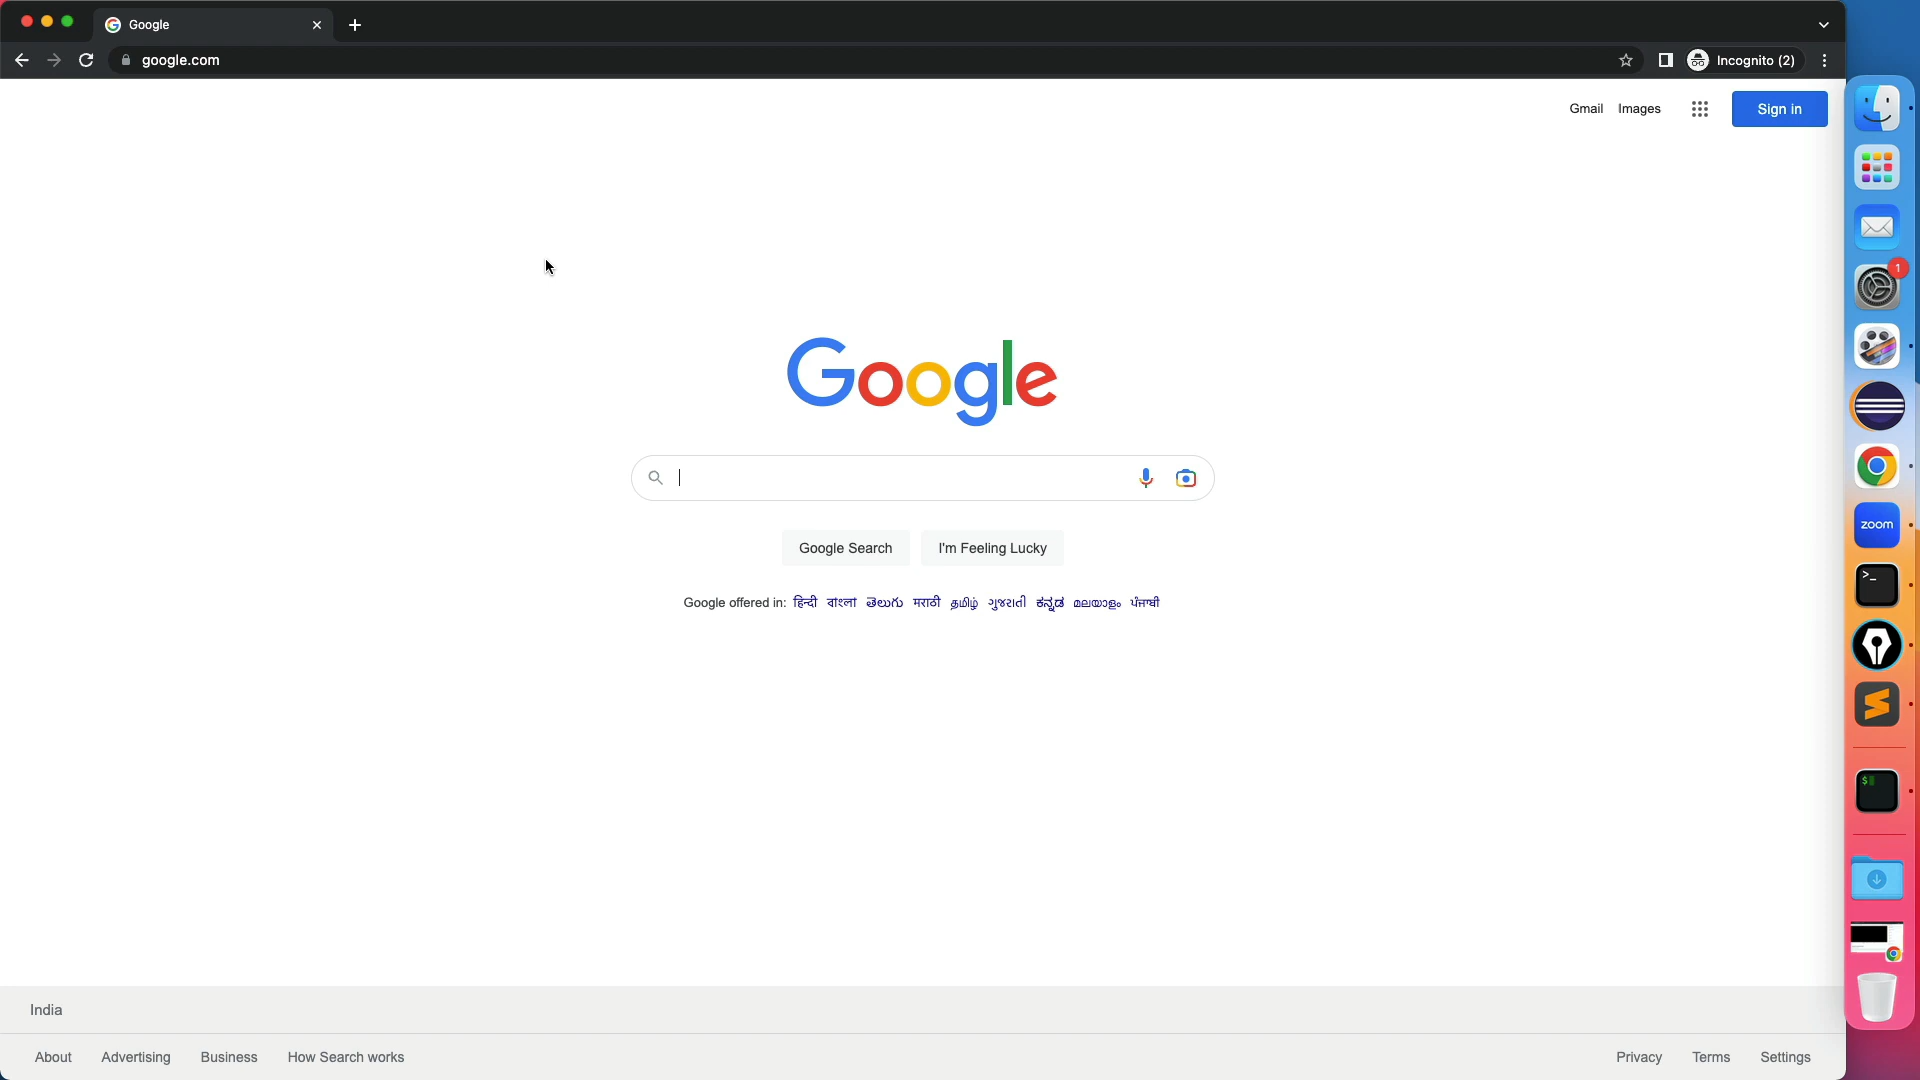 Google
google.com
Incognito (2)
Gmail Images Sign in
1
Google
zoom
>_
Google Search I'm Feeling Lucky
Google offered in: हिन्दी বাংলা తెలుగు मराठी தமிழ் ગુજરાતી ಕನ್ನಡ മലയാളം ਪੰਜਾਬੀ
$
India
About Advertising Business How Search works Privacy Terms Settings